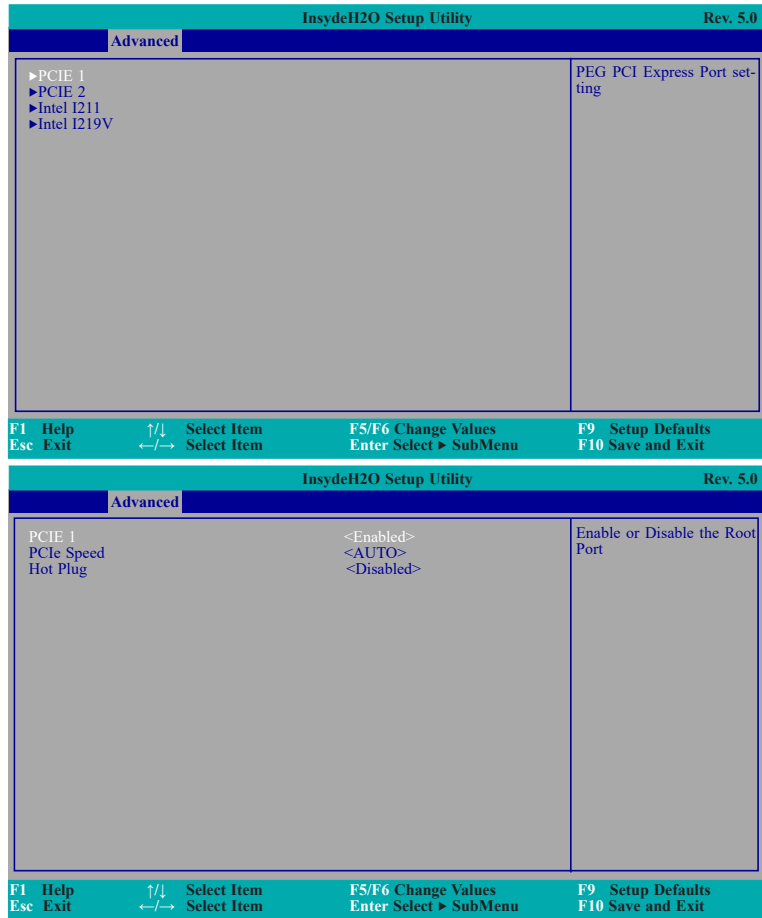 InsydeH2O Setup Utility Rev. 5.0
Advanced
►PCIE 1
►PCIE 2
►Intel I211
►Intel I219V
PEG PCI Express Port set-
ting
F1 Help ↑/↓ Select Item F5/F6 Change Values F9 Setup Defaults
Esc Exit ←/→ Select Item Enter Select ► SubMenu F10 Save and Exit
InsydeH2O Setup Utility Rev. 5.0
Advanced
PCIE 1 <Enabled>
PCIe Speed <AUTO>
Hot Plug <Disabled>
Enable or Disable the Root
Port
F1 Help ↑/↓ Select Item F5/F6 Change Values F9 Setup Defaults
Esc Exit ←/→ Select Item Enter Select ► SubMenu F10 Save and Exit